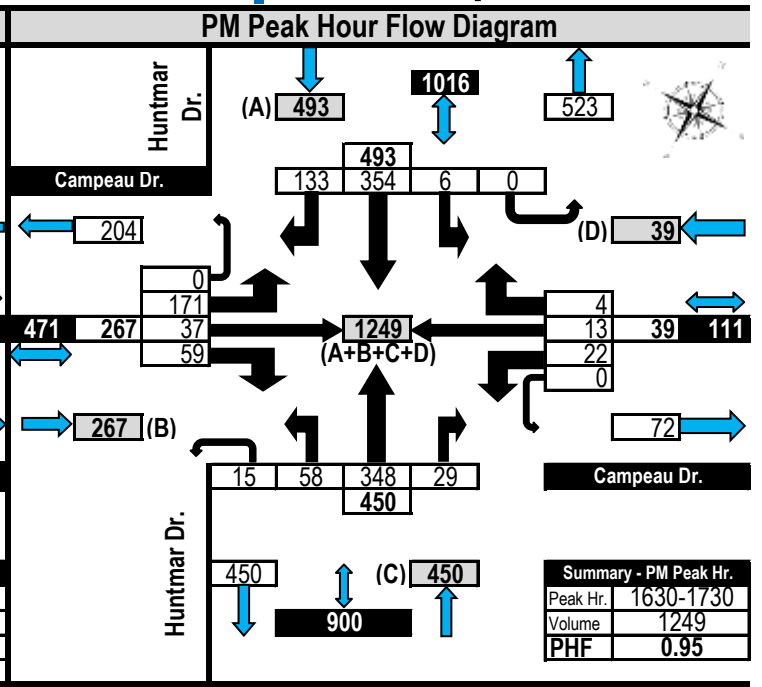 PM Peak Hour Flow Diagram
Huntmar Dr.
(A) 493
1016
523
493
Campeau Dr.
133 354 6 0
204
(D) 39
0
171
4
471 267 37
1249
13 39 111
59
(A+B+C+D)
22
0
267 (B)
72
15 58 348 29
Campeau Dr.
450
Huntmar Dr.
450
(C) 450
900
Summary - PM Peak Hr.
Peak Hr. 1630-1730
Volume 1249
PHF 0.95